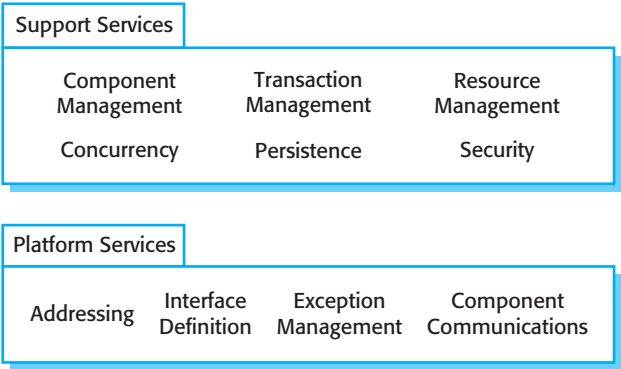 Support Services
Component Management
Transaction Management
Resource Management
Concurrency
Persistence
Security
Platform Services
Addressing
Interface Definition
Exception Management
Component Communications